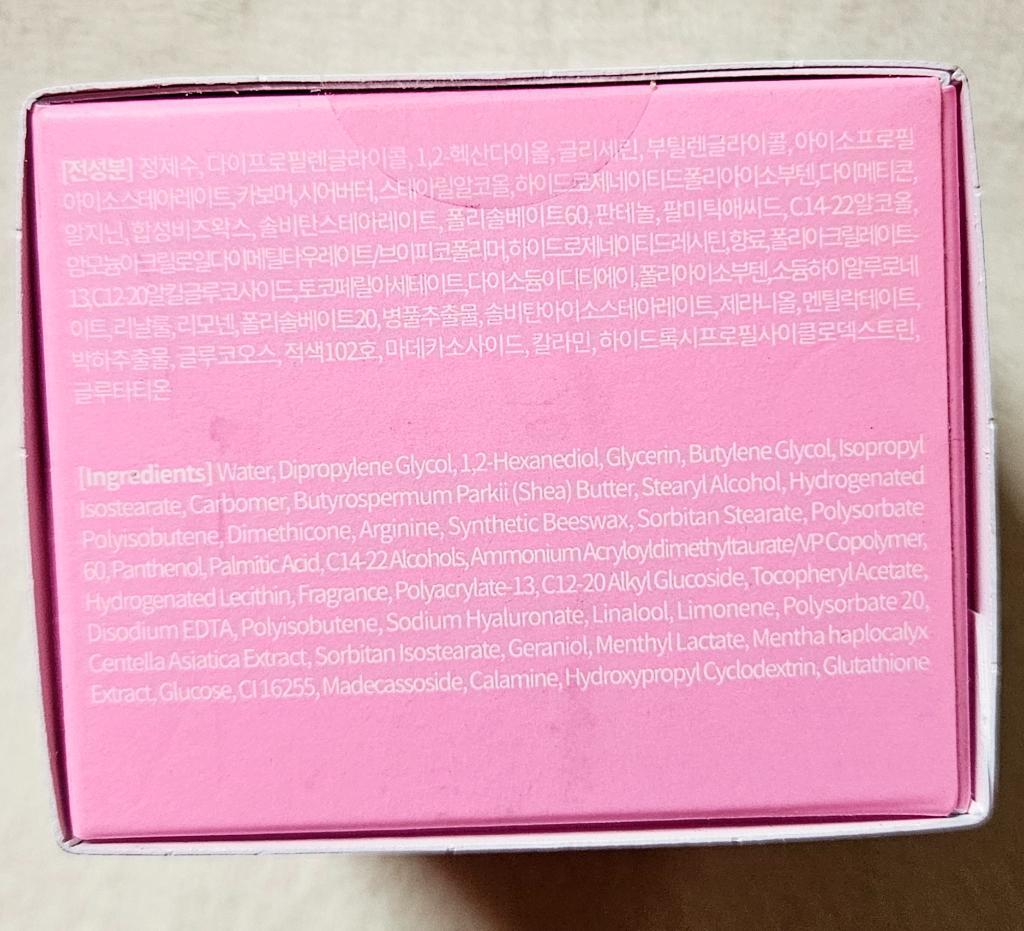 [전성분] 정제수, 다이프로필렌글라이콜, 1,2-헥산다이올, 글리세린, 부틸렌글라이콜, 아이소프로필
아이소스테아레이트, 카보머, 시어버터, 스테아릴알코올, 하이드로제네이티드폴리아이소부텐, 다이메티콘,
알지닌, 합성비즈왁스, 솔비탄스테아레이트, 폴리솔베이트60, 판테놀, 팔미틱애씨드, C14-22알코올,
암모늄아크릴로일다이메틸타우레이트/브이피코폴리머, 하이드로제네이티드레시틴, 향료, 폴리아크릴레이트-
13, C12-20알킬글루코사이드, 토코페릴아세테이트, 다이소듐이디티에이, 폴리아이소부텐, 소듐하이알루로네
이트, 리날룰, 리모넨, 폴리솔베이트20, 병풀추출물, 솔비탄아이소스테아레이트, 제라니올, 멘틸락테이트,
박하추출물, 글루코오스, 적색102호, 마데카소사이드, 칼라민, 하이드록시프로필사이클로덱스트린,
글루타티온
[Ingredients] Water, Dipropylene Glycol, 1,2-Hexanediol, Glycerin, Butylene Glycol, Isopropyl
Isostearate, Carbomer, Butyrospermum Parkii (Shea) Butter, Stearyl Alcohol, Hydrogenated
Polyisobutene, Dimethicone, Arginine, Synthetic Beeswax, Sorbitan Stearate, Polysorbate
60, Panthenol, Palmitic Acid, C14-22 Alcohols, Ammonium Acryloyldimethyltaurate/VP Copolymer,
Hydrogenated Lecithin, Fragrance, Polyacrylate-13, C12-20 Alkyl Glucoside, Tocopheryl Acetate,
Disodium EDTA, Polyisobutene, Sodium Hyaluronate, Linalool, Limonene, Polysorbate 20,
Centella Asiatica Extract, Sorbitan Isostearate, Geraniol, Menthyl Lactate, Mentha haplocalyx
Extract, Glucose, CI 16255, Madecassoside, Calamine, Hydroxypropyl Cyclodextrin, Glutathione